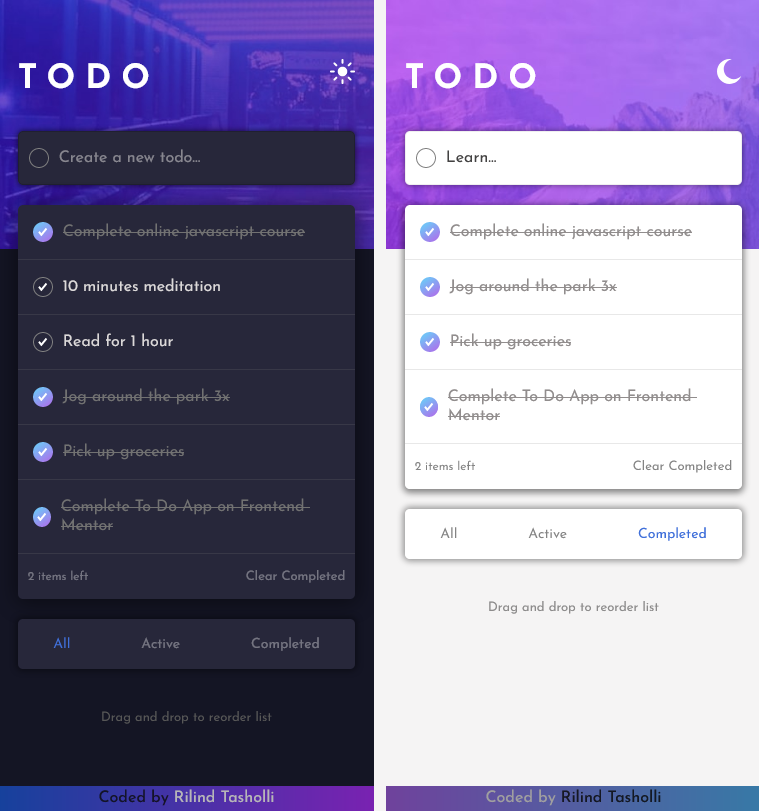 TODO
Create a new todo...
Complete online javascript course
10 minutes meditation
Read for 1 hour
Jog around the park 3x
Pick up groceries
Complete To Do App on Frontend
Mentor
2 items left Clear Completed
All Active Completed
Drag and drop to reorder list
Coded by Rilind Tasholli
TODO
Learn...
Complete online javascript course
Jog around the park 3x
Pick up groceries
Complete To Do App on Frontend
Mentor
2 items left Clear Completed
All Active Completed
Drag and drop to reorder list
Coded by Rilind Tasholli